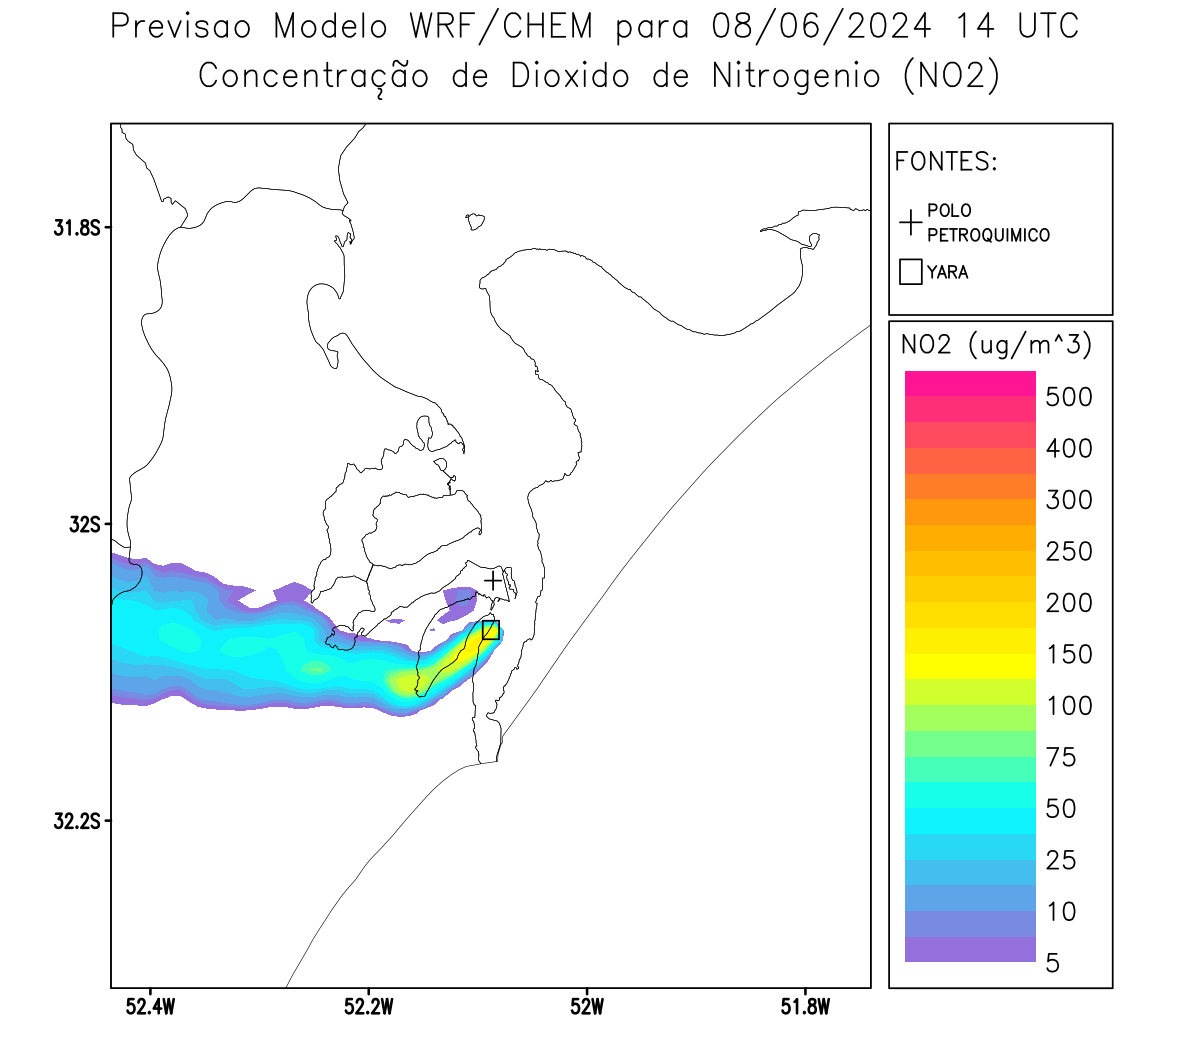 Previsao Modelo WRF/CHEM para 08/06/2024 14 UTC
Concentração de Dioxido de Nitrogenio (NO2)
FONTES:
POLO
PETROQUIMICO
YARA
NO2 (ug/m^3)
500
400
300
250
200
150
100
75
50
25
10
5
31.8S
32S
32.2S
52.4W
52.2W
52W
51.8W